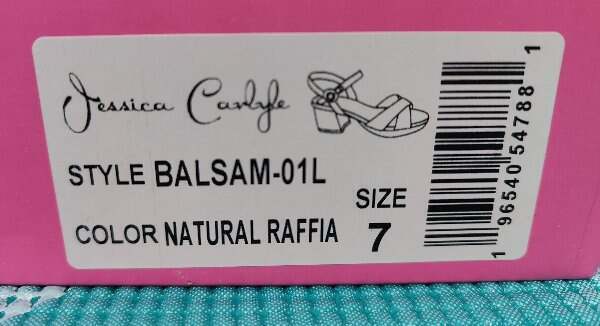 Jessica Carlyle
STYLE BALSAM-01L
COLOR NATURAL RAFFIA
SIZE
7
1 96540 54788 1